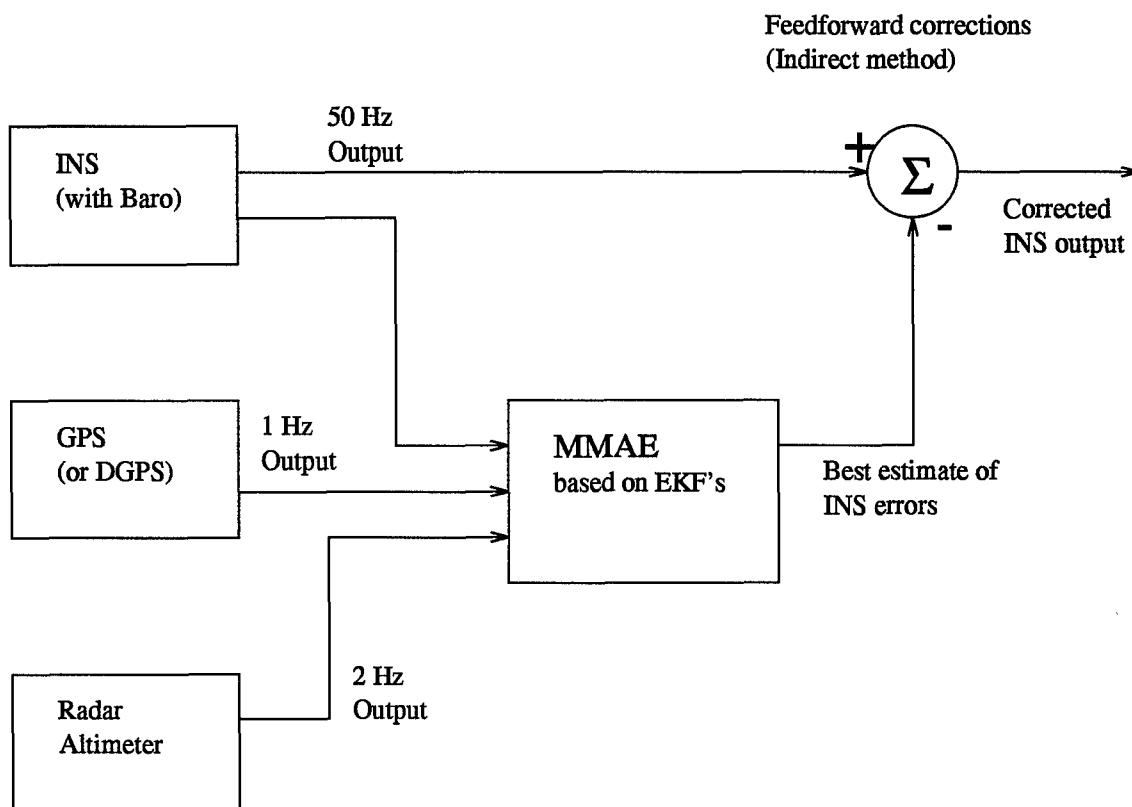 Feedforward corrections
(Indirect method)
50 Hz
Output
INS
(with Baro)
+
Σ
-
Corrected
INS output
GPS
(or DGPS)
1 Hz
Output
MMAE
based on EKF's
Best estimate of
INS errors
2 Hz
Output
Radar
Altimeter